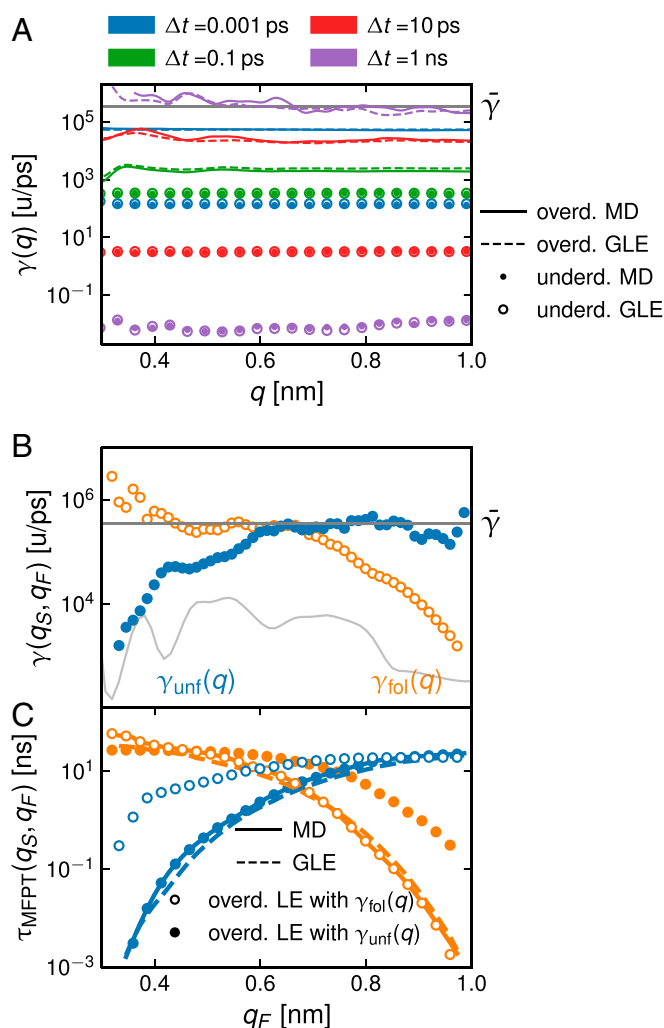 A
Δt=0.001 ps
Δt=10 ps
Δt=0.1 ps
Δt=1 ns
γ(q) [u/ps]
10⁵
10³
10¹
10⁻¹
γ̄
overd. MD
overd. GLE
underd. MD
underd. GLE
0.4 0.6 0.8 1.0
q [nm]
B
γ(q_S, q_F) [u/ps]
10⁶
10⁴
γ̄
γ_unf(q)
γ_fol(q)
C
τ_MFPT(q_S, q_F) [ns]
10¹
10⁻¹
10⁻³
MD
GLE
overd. LE with γ_fol(q)
overd. LE with γ_unf(q)
0.4 0.6 0.8 1.0
q_F [nm]